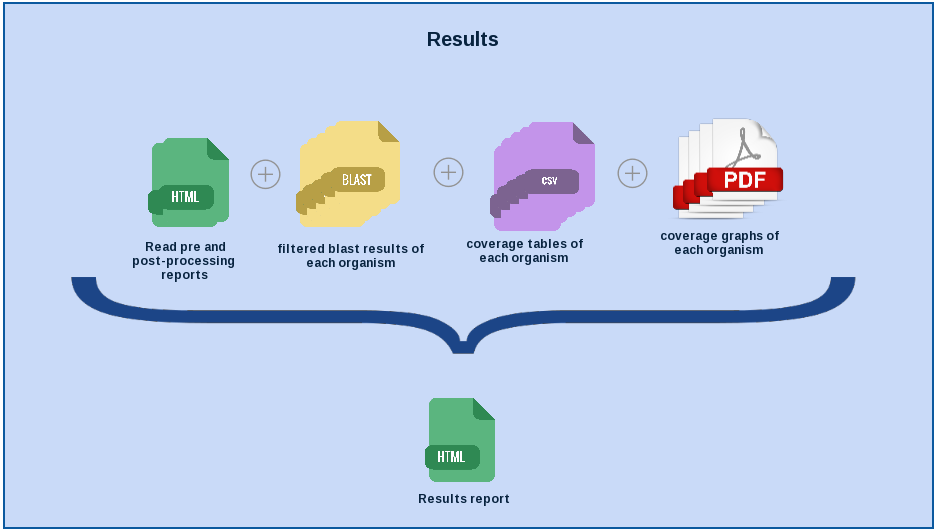 Results
HTML
BLAST
csv
PDF
Read pre and
post-processing
reports
filtered blast results of
each organism
coverage tables of
each organism
coverage graphs of
each organism
HTML
Results report